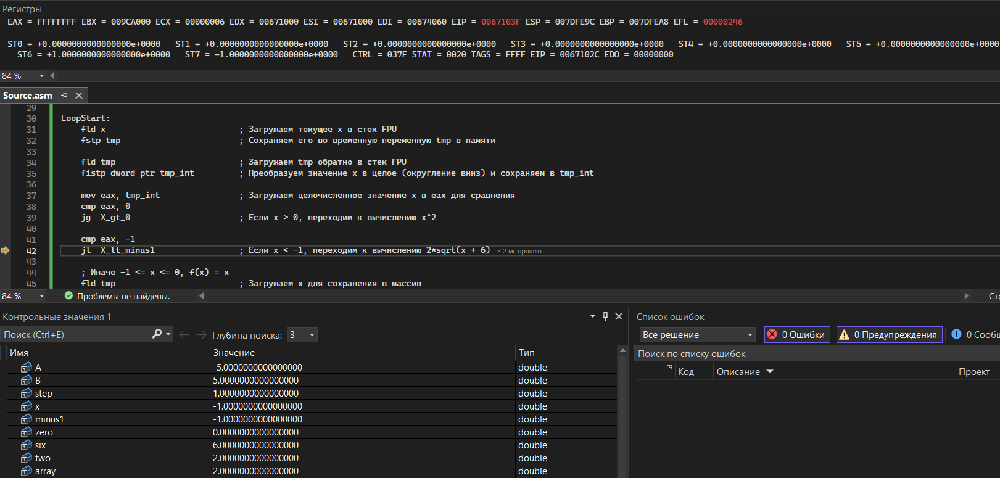 Регистры
EAX = FFFFFFFF EBX = 009CA000 ECX = 00000006 EDX = 00671000 ESI = 00671000 EDI = 00674060 EIP = 0067103F ESP = 007DFE9C EBP = 007DFEA8 EFL = 00000246
ST0 = +0.0000000000000000e+0000 ST1 = +0.0000000000000000e+0000 ST2 = +0.0000000000000000e+0000 ST3 = +0.0000000000000000e+0000 ST4 = +0.0000000000000000e+0000 ST5 = +0.0000000000000000e+0000
ST6 = +1.0000000000000000e+0000 ST7 = -1.0000000000000000e+0000 CTRL = 037F STAT = 0020 TAGS = FFFF EIP = 0067102C EDO = 00000000
84 %
Source.asm
29
30 LoopStart:
31 fld x ; Загружаем текущее x в стек FPU
32 fstp tmp ; Сохраняем его во временную переменную tmp в памяти
33
34 fld tmp ; Загружаем tmp обратно в стек FPU
35 fistp dword ptr tmp_int ; Преобразуем значение x в целое (округление вниз) и сохраняем в tmp_int
36
37 mov eax, tmp_int ; Загружаем целочисленное значение x в eax для сравнения
38 cmp eax, 0
39 jg X_gt_0 ; Если x > 0, переходим к вычислению x^2
40
41 cmp eax, -1
42 jl X_lt_minus1 ; Если x < -1, переходим к вычислению 2*sqrt(x + 6) ≤ 2 мс прошло
43
44 ; Иначе -1 <= x <= 0, f(x) = x
45 fld tmp ; Загружаем x для сохранения в массив
84 % Проблемы не найдены. Стр
Контрольные значения 1
Поиск (Ctrl+E) Глубина поиска: 3
Имя Значение Тип
A -5.0000000000000000 double
B 5.0000000000000000 double
step 1.0000000000000000 double
x -1.0000000000000000 double
minus1 -1.0000000000000000 double
zero 0.0000000000000000 double
six 6.0000000000000000 double
two 2.0000000000000000 double
array 2.0000000000000000 double
Список ошибок
Все решение 0 Ошибки 0 Предупреждения 0 Сообщ
Поиск по списку ошибок
Код Описание Проект